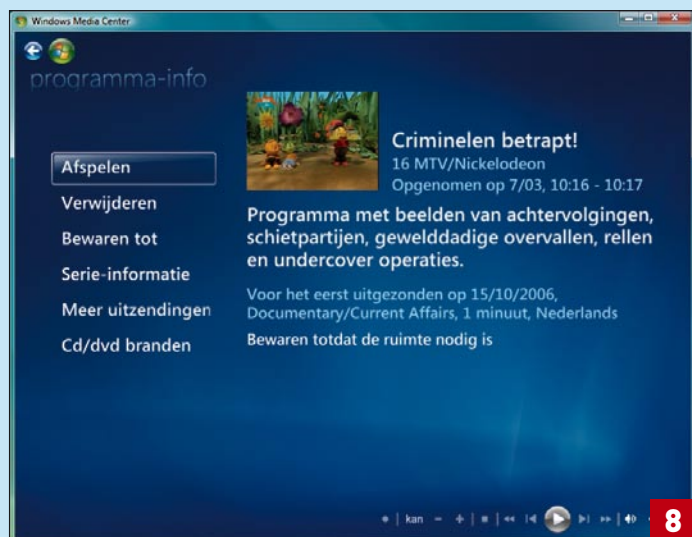 Windows Media Center
programma-info
Criminelen betrapt!
16 MTV/Nickelodeon
Opgenomen op 7/03, 10:16 - 10:17
Afspelen
Verwijderen
Bewaren tot
Serie-informatie
Meer uitzendingen
Cd/dvd branden
Programma met beelden van achtervolgingen,
schietpartijen, gewelddadige overvallen, rellen
en undercover operaties.
Voor het eerst uitgezonden op 15/10/2006,
Documentary/Current Affairs, 1 minuut, Nederlands
Bewaren totdat de ruimte nodig is
kan
8